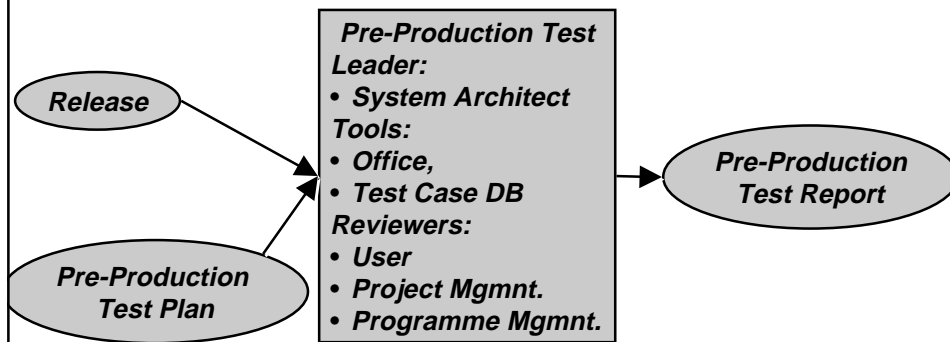 Release
Pre-Production
Test Plan
Pre-Production Test
Leader:
• System Architect
Tools:
• Office,
• Test Case DB
Reviewers:
• User
• Project Mgmnt.
• Programme Mgmnt.
Pre-Production
Test Report